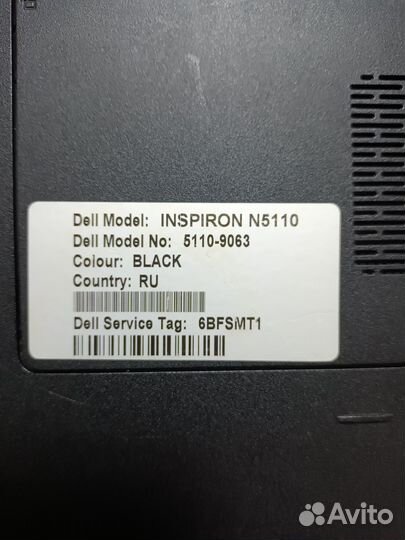 Dell Model: INSPIRON N5110
Dell Model No: 5110-9063
Colour: BLACK
Country: RU
Dell Service Tag: 6BFSMT1
Avito